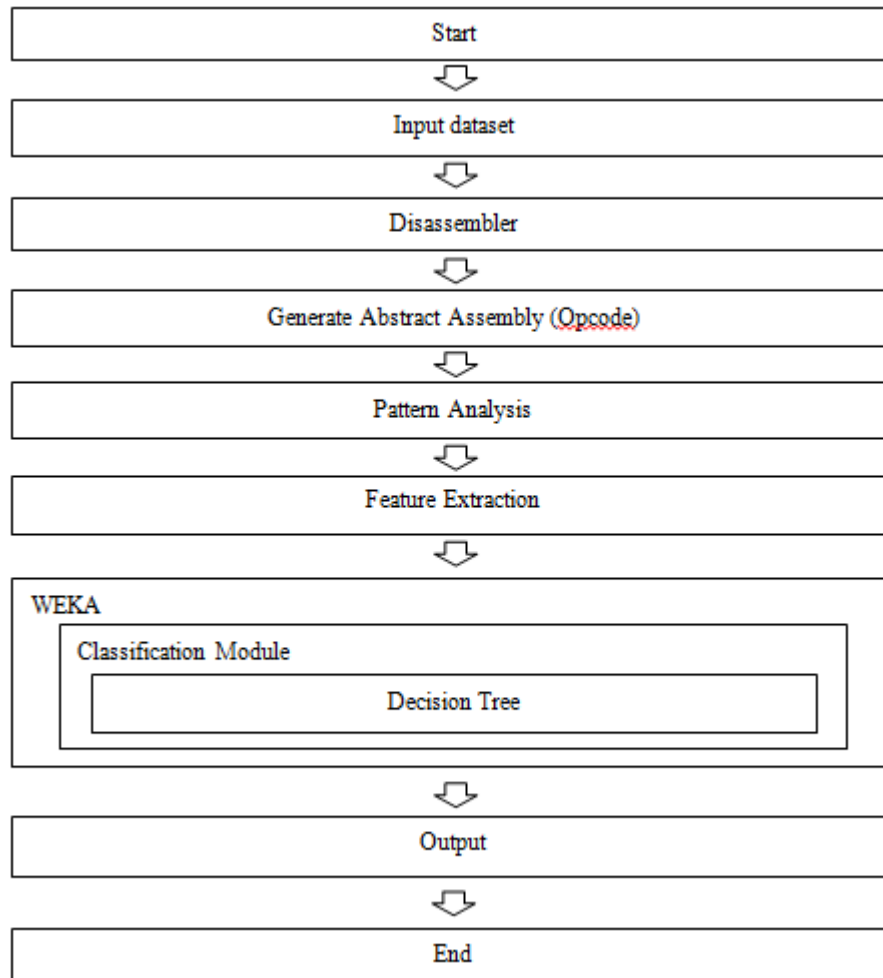 Start
Input dataset
Disassembler
Generate Abstract Assembly (Opcode)
Pattern Analysis
Feature Extraction
WEKA
Classification Module
Decision Tree
Output
End